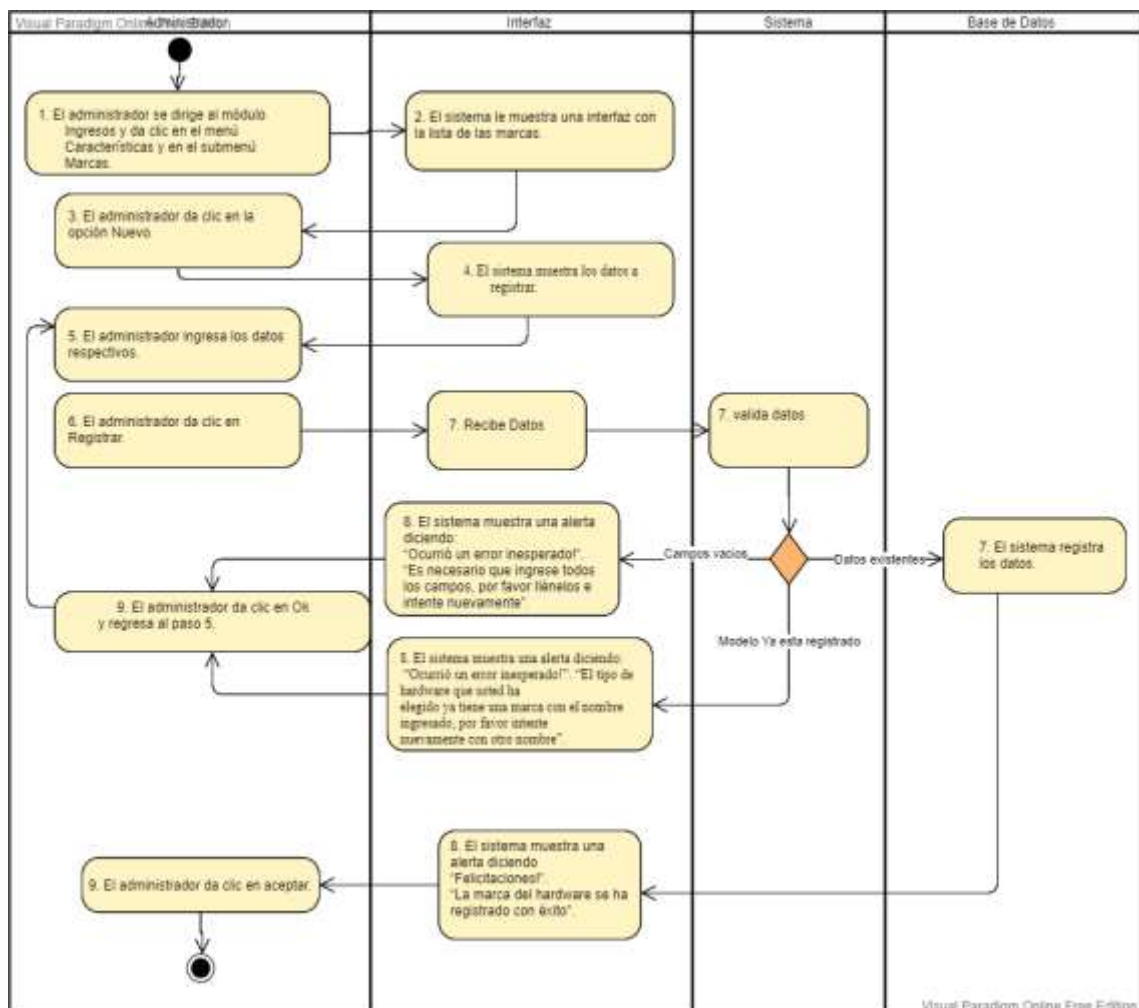 Visual Paradigm Online Free Edition
Administrador
Interfaz
Sistema
Base de Datos
1. El administrador se dirige al módulo
Ingresos y da clic en el menú
Características y en el submenú
Marcas.
2. El sistema le muestra una interfaz con
la lista de las marcas.
3. El administrador da clic en la
opción Nuevo.
4. El sistema muestra los datos a
registrar.
5. El administrador ingresa los datos
respectivos.
6. El administrador da clic en
Registrar.
7. Recibe Datos
7. valida datos
8. El sistema muestra una alerta
diciendo:
“Ocurrió un error inesperado!”.
“Es necesario que ingrese todos
los campos, por favor llénelos e
intente nuevamente”
Campos vacios
Datos existentes
7. El sistema registra
los datos.
9. El administrador da clic en Ok
y regresa al paso 5.
Modelo Ya esta registrado
8. El sistema muestra una alerta diciendo:
“Ocurrió un error inesperado!”. “El tipo de
hardware que usted ha
elegido ya tiene una marca con el nombre
ingresado, por favor intente
nuevamente con otro nombre”.
8. El sistema muestra una
alerta diciendo
“Felicitaciones!”.
“La marca del hardware se ha
registrado con éxito”.
9. El administrador da clic en aceptar.
Visual Paradigm Online Free Edition